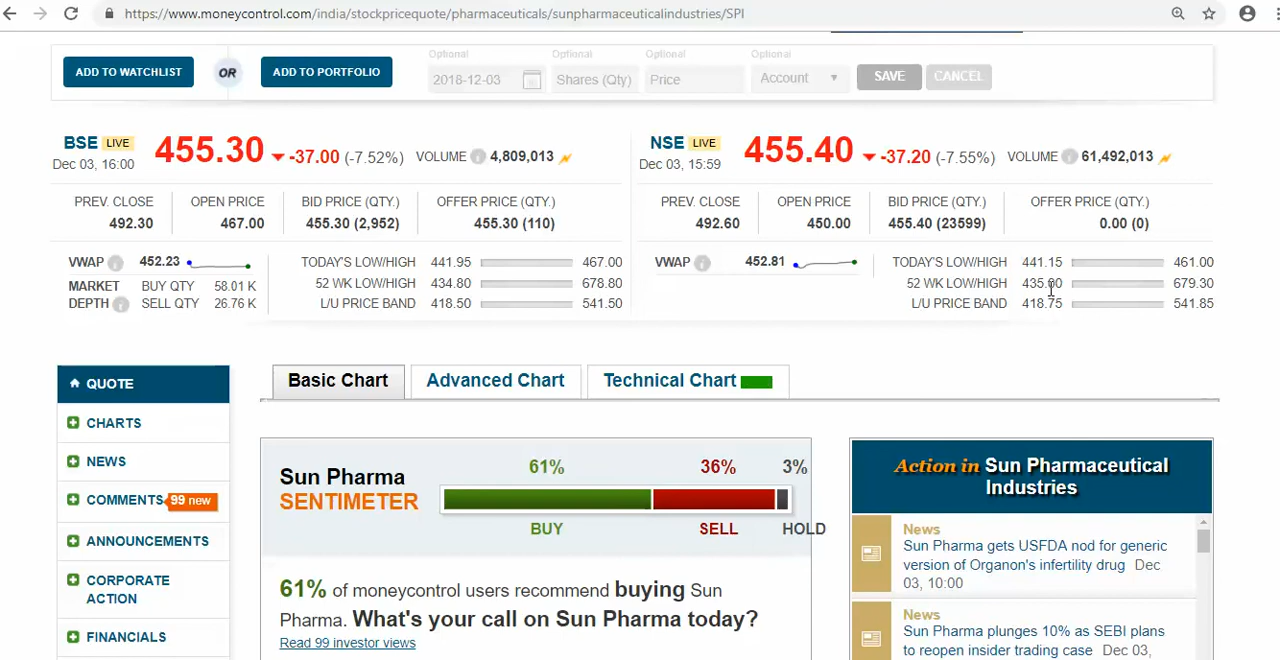 https://www.moneycontrol.com/india/stockpricequote/pharmaceuticals/sunpharmaceuticalindustries/SPI
Optional Optional Optional Optional
ADD TO WATCHLIST OR ADD TO PORTFOLIO 2018-12-03 Shares (Qty) Price Account SAVE CANCEL
BSE LIVE 455.30 -37.00 (-7.52%) VOLUME 4,809,013
Dec 03, 16:00
PREV. CLOSE OPEN PRICE BID PRICE (QTY.) OFFER PRICE (QTY.)
492.30 467.00 455.30 (2,952) 455.30 (110)
VWAP 452.23 TODAY'S LOW/HIGH 441.95 467.00
MARKET BUY QTY 58.01 K 52 WK LOW/HIGH 434.80 678.80
DEPTH SELL QTY 26.76 K L/U PRICE BAND 418.50 541.50
NSE LIVE 455.40 -37.20 (-7.55%) VOLUME 61,492,013
Dec 03, 15:59
PREV. CLOSE OPEN PRICE BID PRICE (QTY.) OFFER PRICE (QTY.)
492.60 450.00 455.40 (23599) 0.00 (0)
VWAP 452.81 TODAY'S LOW/HIGH 441.15 461.00
52 WK LOW/HIGH 435.00 679.30
L/U PRICE BAND 418.75 541.85
QUOTE
CHARTS
NEWS
COMMENTS 99 new
ANNOUNCEMENTS
CORPORATE
ACTION
FINANCIALS
Basic Chart Advanced Chart Technical Chart
61% 36% 3%
Sun Pharma
SENTIMETER
BUY SELL HOLD
61% of moneycontrol users recommend buying Sun
Pharma. What's your call on Sun Pharma today?
Read 99 investor views
Action in Sun Pharmaceutical
Industries
News
Sun Pharma gets USFDA nod for generic
version of Organon's infertility drug Dec
03, 10:00
News
Sun Pharma plunges 10% as SEBI plans
to reopen insider trading case Dec 03,